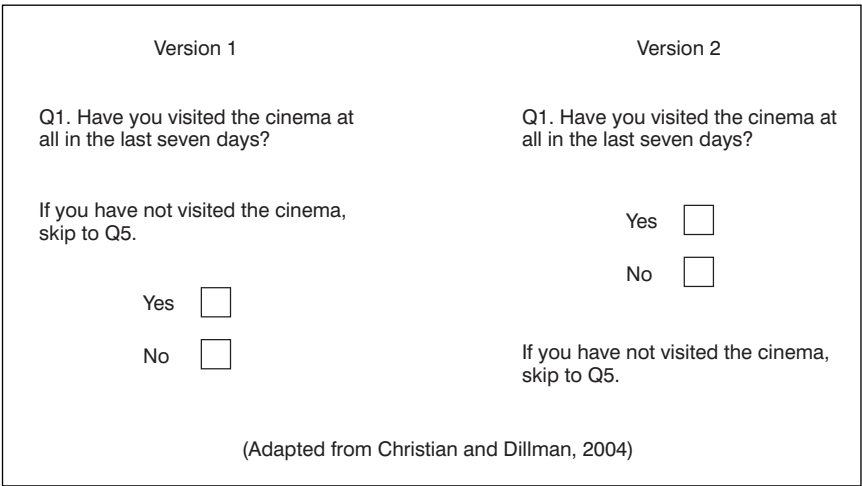 Version 1
Q1. Have you visited the cinema at
all in the last seven days?
If you have not visited the cinema,
skip to Q5.
Yes
No
Version 2
Q1. Have you visited the cinema at
all in the last seven days?
Yes
No
If you have not visited the cinema,
skip to Q5.
(Adapted from Christian and Dillman, 2004)